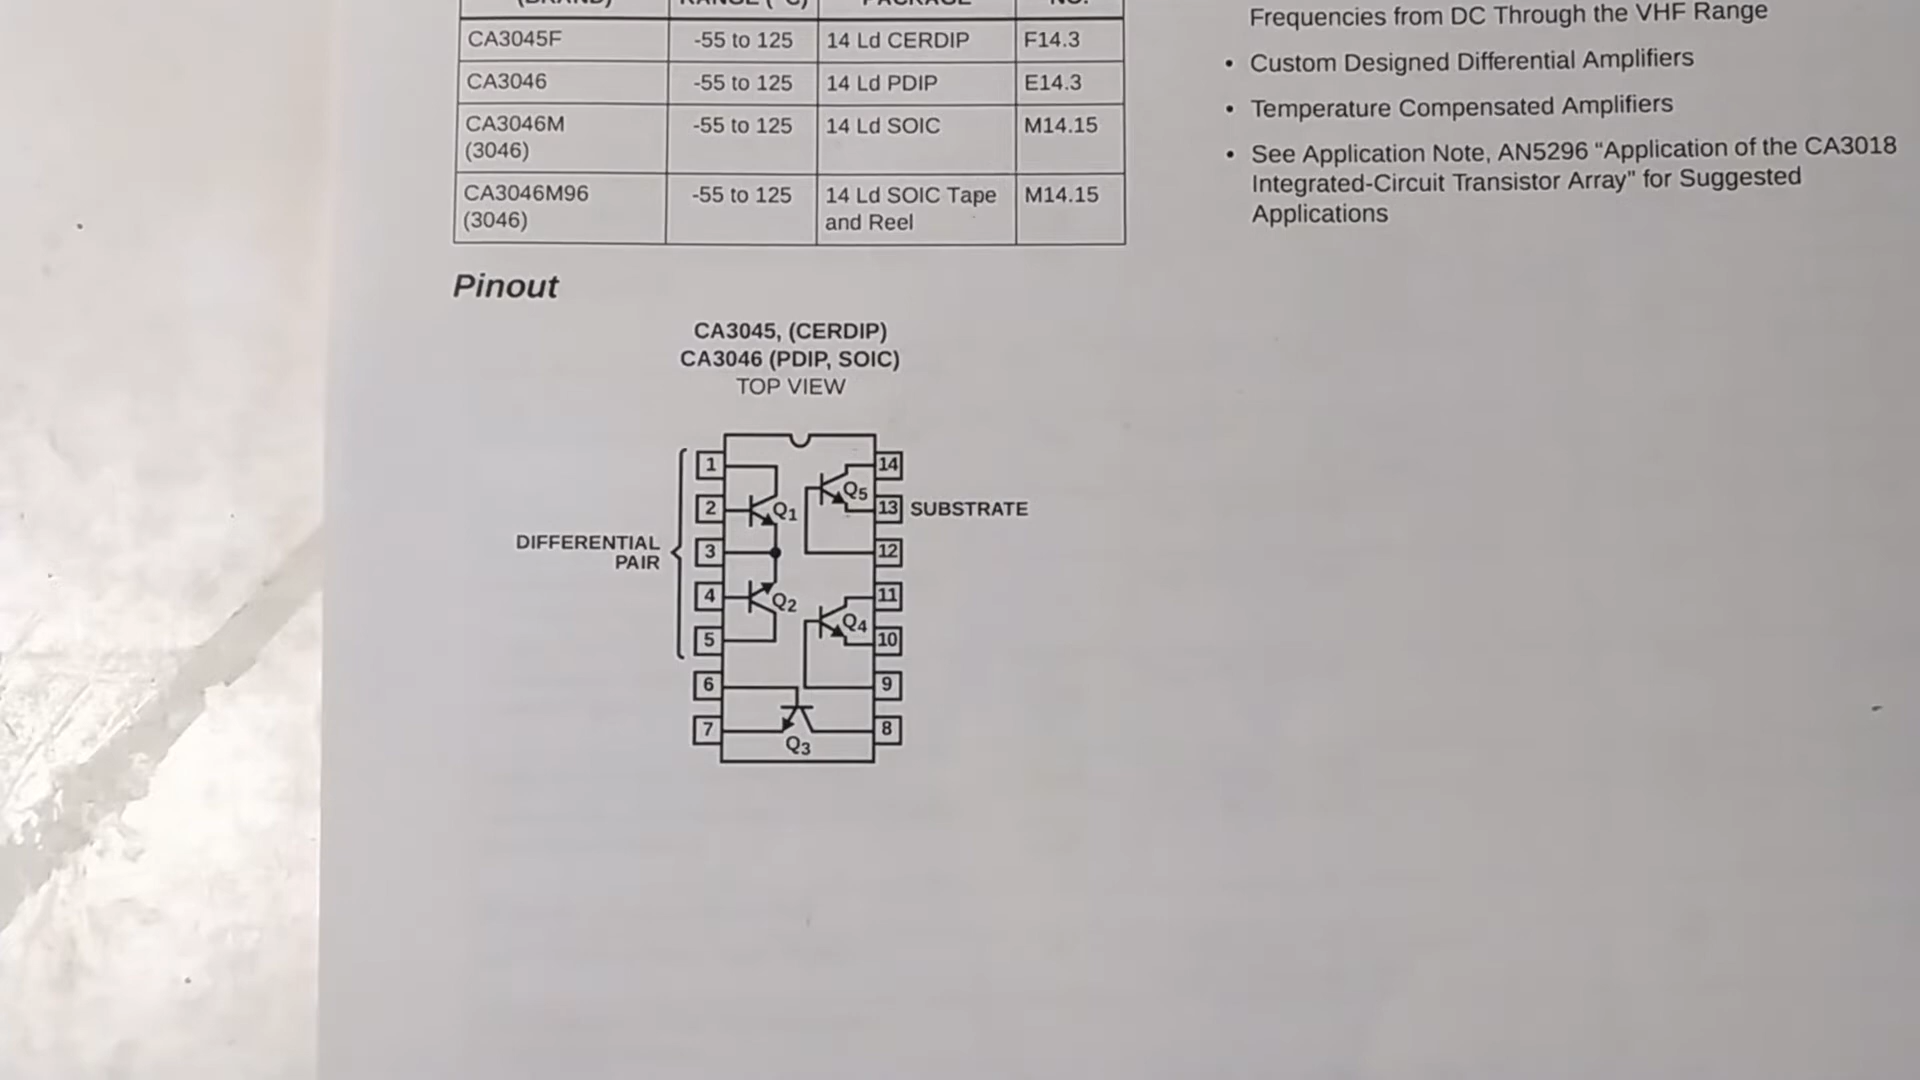 (BRAND) RANGE (°C) PACKAGE NO.
CA3045F -55 to 125 14 Ld CERDIP F14.3
CA3046 -55 to 125 14 Ld PDIP E14.3
CA3046M -55 to 125 14 Ld SOIC M14.15
(3046)
CA3046M96 -55 to 125 14 Ld SOIC Tape M14.15
(3046) and Reel
Frequencies from DC Through the VHF Range
• Custom Designed Differential Amplifiers
• Temperature Compensated Amplifiers
• See Application Note, AN5296 “Application of the CA3018
Integrated-Circuit Transistor Array" for Suggested
Applications
Pinout
CA3045, (CERDIP)
CA3046 (PDIP, SOIC)
TOP VIEW
1 14
Q5
2 Q1 13 SUBSTRATE
DIFFERENTIAL
PAIR
3 12
4 Q2 11
Q4
5 10
6 9
7 8
Q3